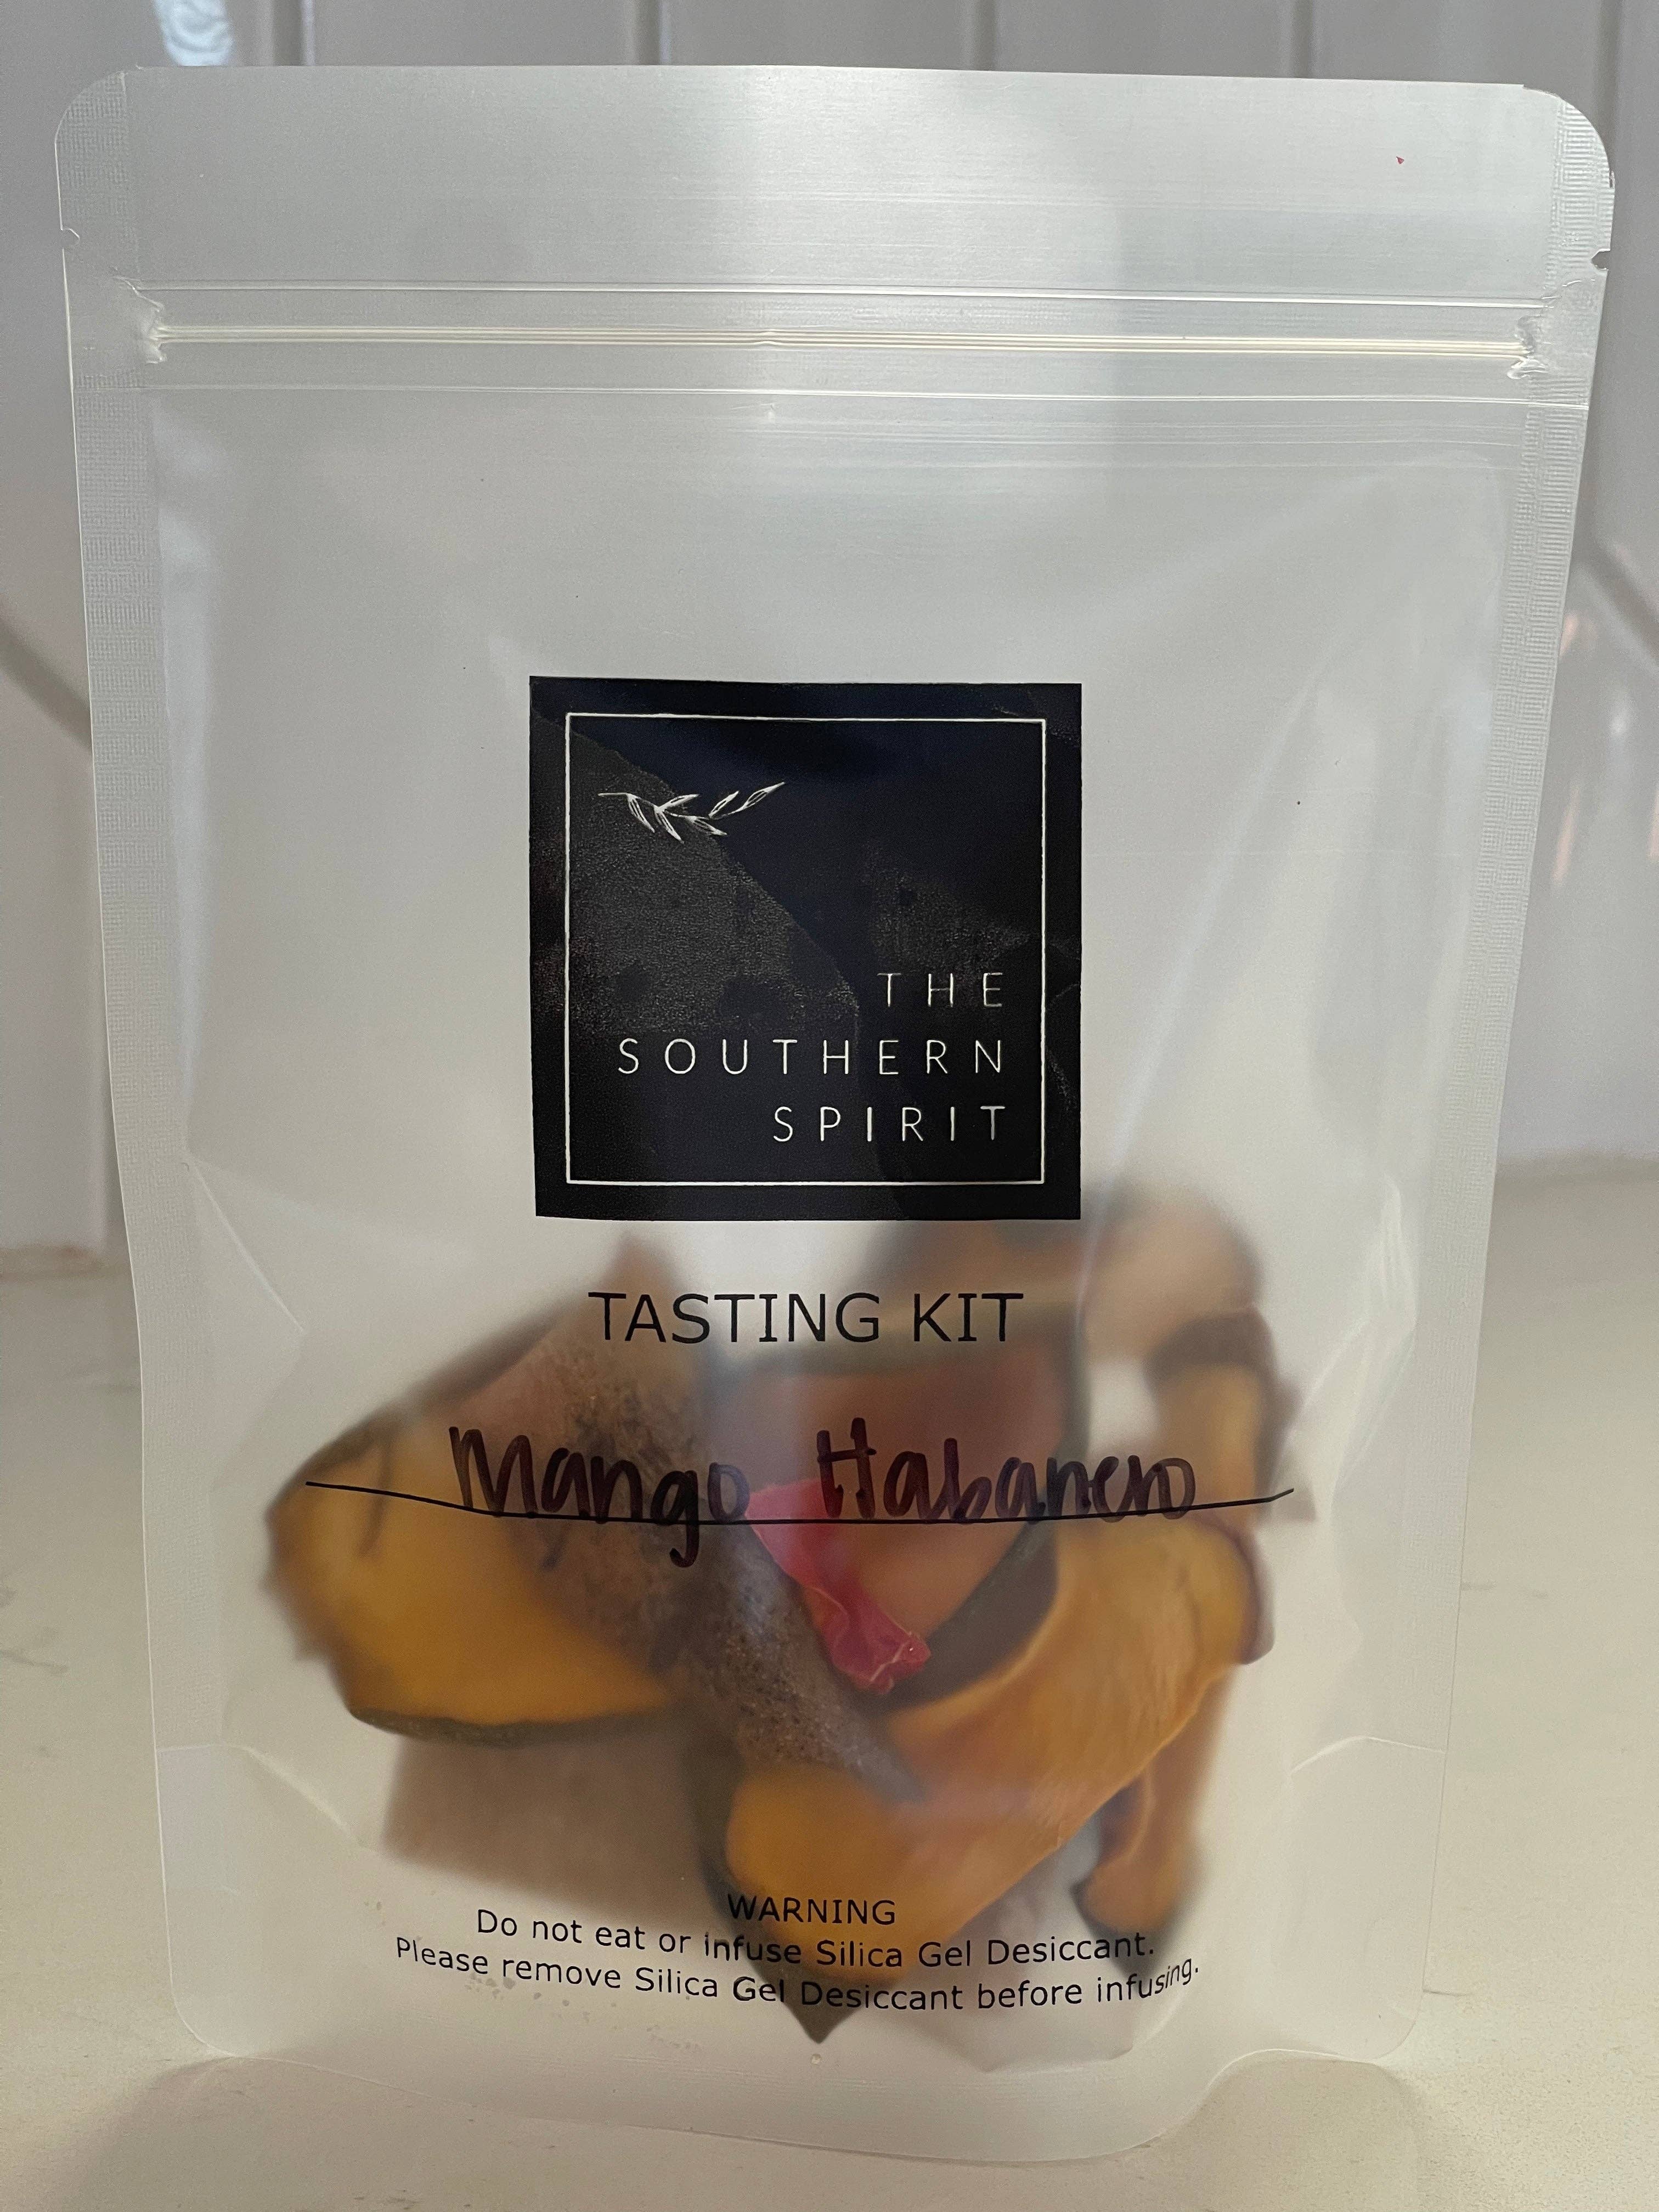 THE
SOUTHERN
SPIRIT
TASTING KIT
Mango Habanero
WARNING
Do not eat or infuse Silica Gel Desiccant.
Please remove Silica Gel Desiccant before infusing.